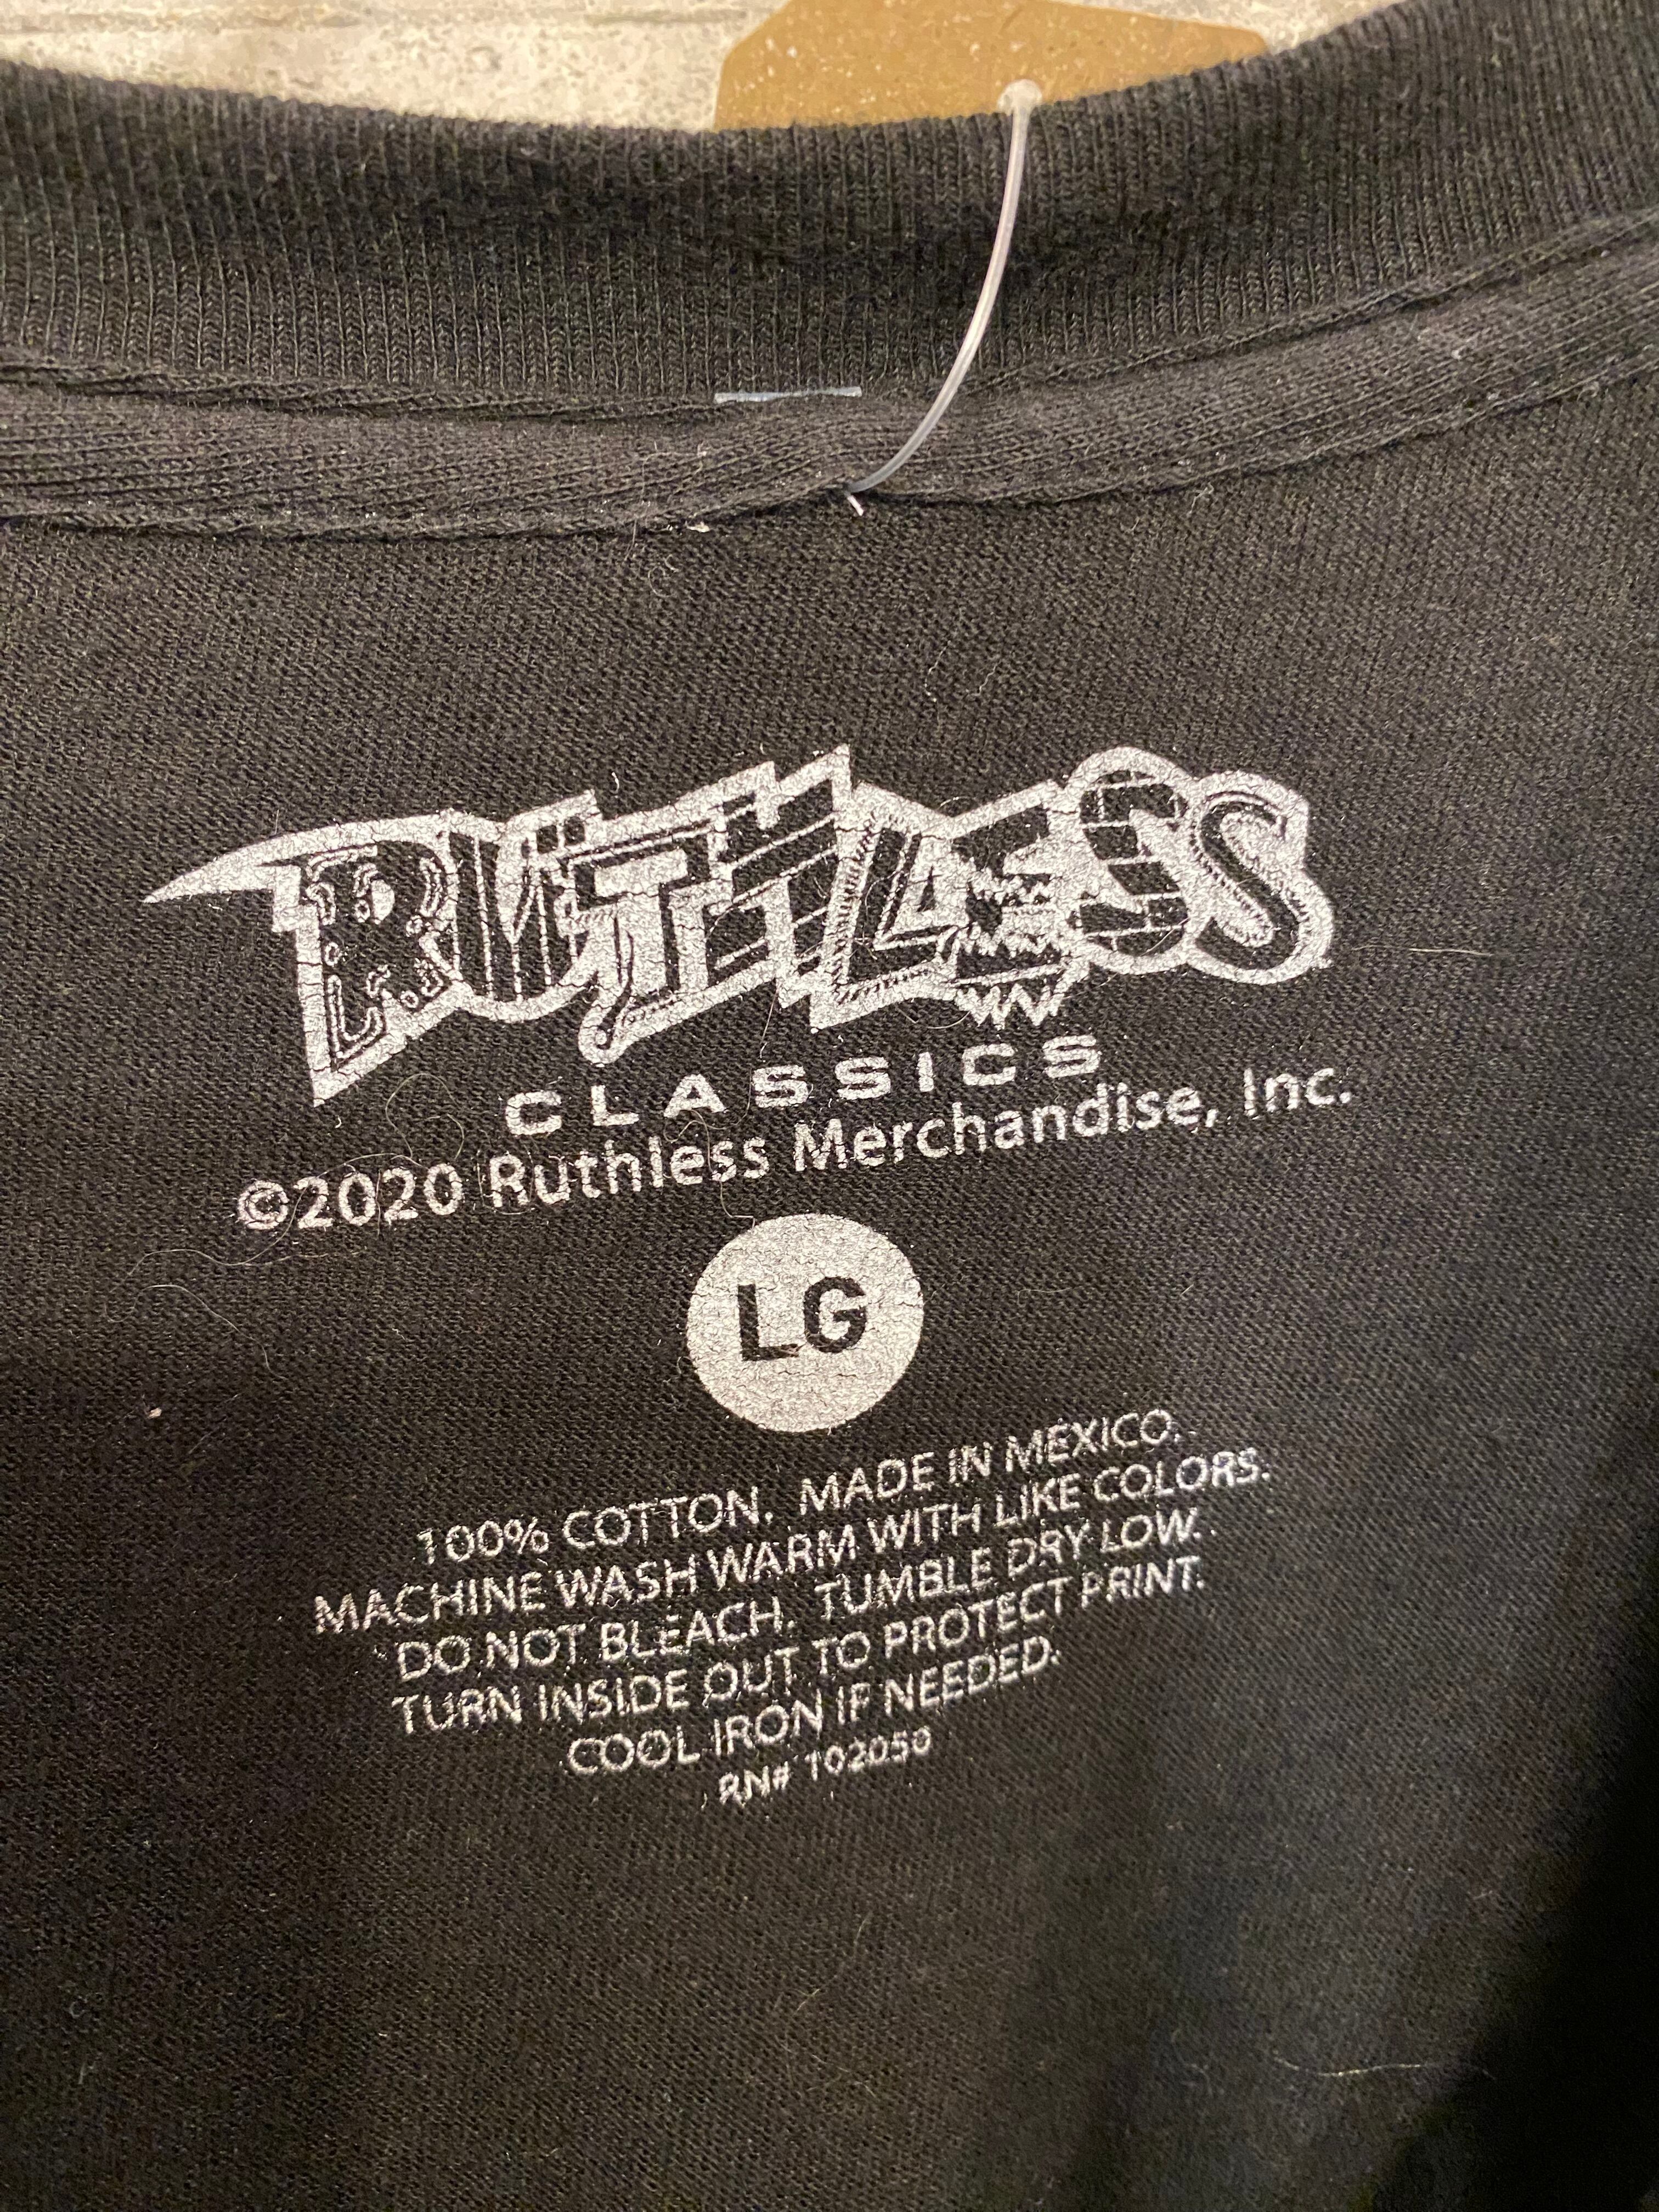 RUTHLESS
CLASSICS
©2020 Ruthless Merchandise, Inc.
LG
100% COTTON. MADE IN MEXICO.
MACHINE WASH WARM WITH LIKE COLORS.
DO NOT BLEACH. TUMBLE DRY LOW.
TURN INSIDE OUT TO PROTECT PRINT.
COOL IRON IF NEEDED.
RN# 102050